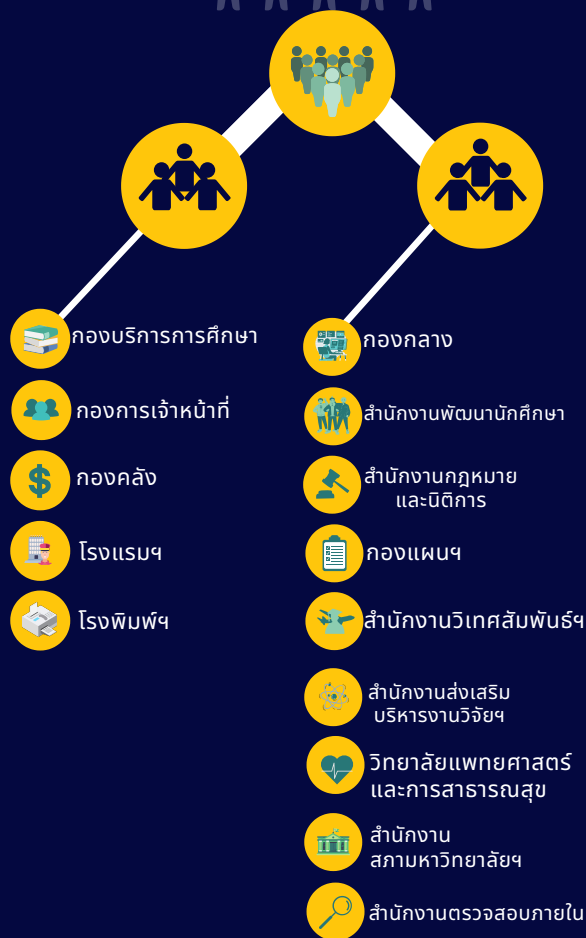 กองบริการการศึกษา
กองการเจ้าหน้าที่
กองคลัง
โรงแรมฯ
โรงพิมพ์ฯ
กองกลาง
สำนักงานพัฒนานักศึกษา
สำนักงานกฎหมาย
และนิติการ
กองแผนฯ
สำนักงานวิเทศสัมพันธ์ฯ
สำนักงานส่งเสริม
บริหารงานวิจัยฯ
วิทยาลัยแพทยศาสตร์
และการสาธารณสุข
สำนักงาน
สภามหาวิทยาลัยฯ
สำนักงานตรวจสอบภายใน